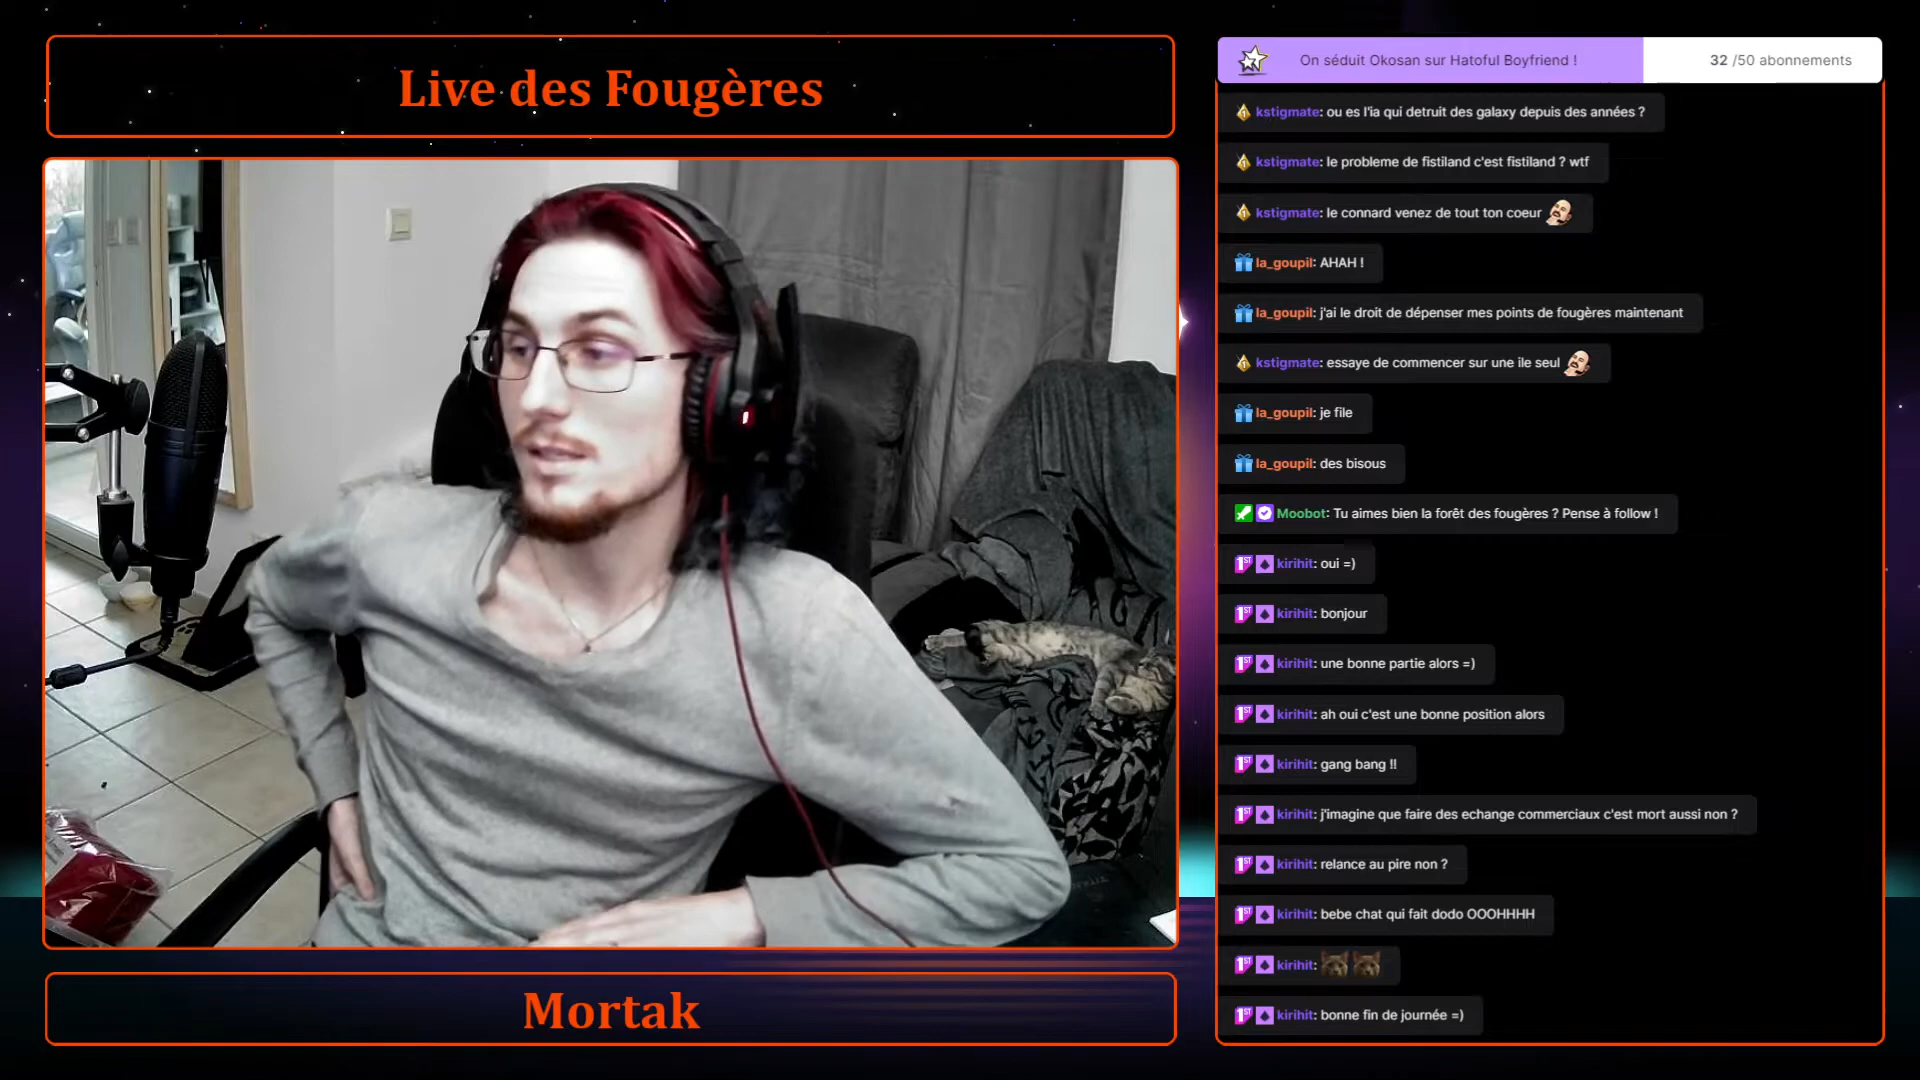 Live des Fougères
On séduit Okosan sur Hatoful Boyfriend !
32 /50 abonnements
kstigmate: ou es l'ia qui detruit des galaxy depuis des années ?
kstigmate: le probleme de fistiland c'est fistiland ? wtf
kstigmate: le connard venez de tout ton coeur
la_goupil: AHAH !
la_goupil: j'ai le droit de dépenser mes points de fougères maintenant
kstigmate: essaye de commencer sur une ile seul
la_goupil: je file
la_goupil: des bisous
Moobot: Tu aimes bien la forêt des fougères ? Pense à follow !
kirihit: oui =)
kirihit: bonjour
kirihit: une bonne partie alors =)
kirihit: ah oui c'est une bonne position alors
kirihit: gang bang !!
kirihit: j'imagine que faire des echange commerciaux c'est mort aussi non ?
kirihit: relance au pire non ?
kirihit: bebe chat qui fait dodo OOOHHHH
kirihit:
kirihit: bonne fin de journée =)
Mortak